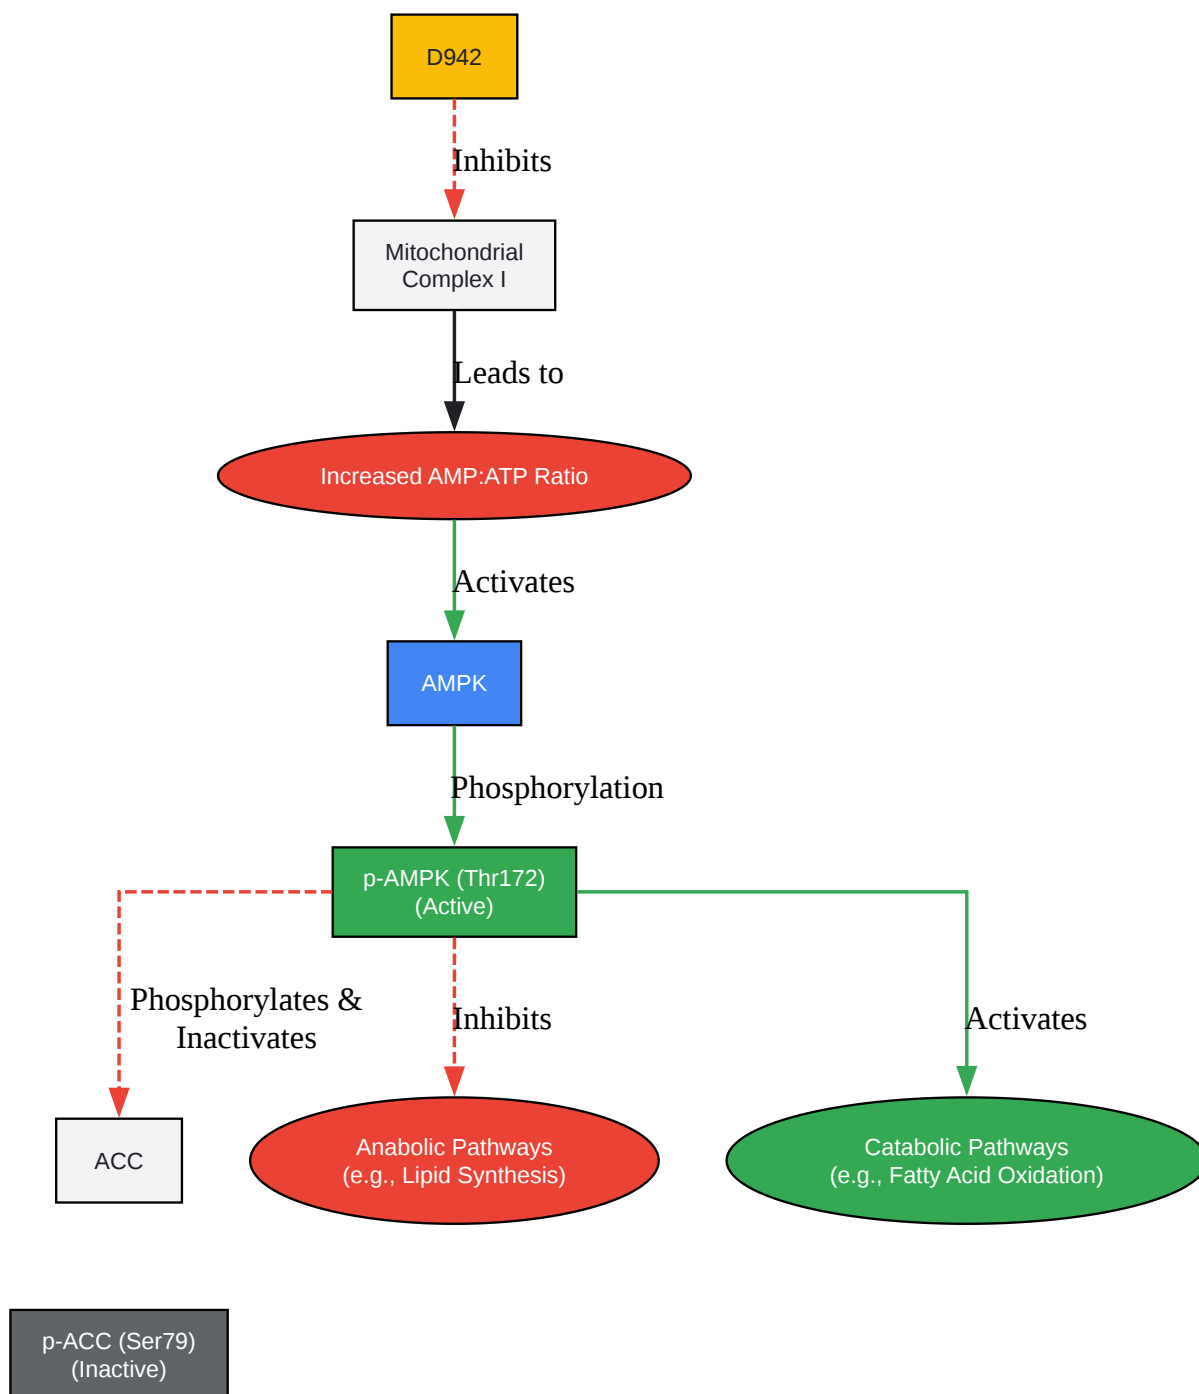 D942
Inhibits
Mitochondrial
Complex I
Leads to
Increased AMP:ATP Ratio
Activates
AMPK
Phosphorylation
p-AMPK (Thr172)
(Active)
Phosphorylates &
Inactivates
Inhibits
Activates
ACC
Anabolic Pathways
(e.g., Lipid Synthesis)
Catabolic Pathways
(e.g., Fatty Acid Oxidation)
p-ACC (Ser79)
(Inactive)